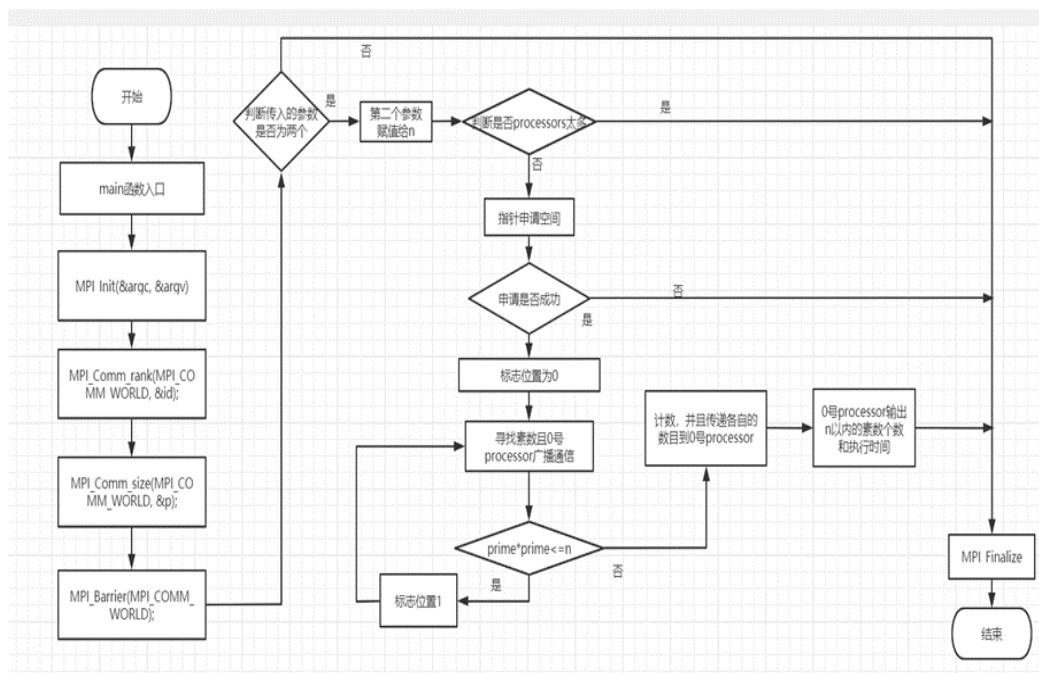 开始
main函数入口
MPI Init(&argc, &argv)
MPI_Comm_rank(MPI_CO
MM_WORLD, &id);
MPI_Comm_size(MPI_CO
MM_WORLD, &p);
MPI_Barrier(MPI_COMM_
WORLD);
判断传入的参数
是否为两个
否
是
第二个参数
赋值给n
判断是否processors太多
是
否
指针申请空间
申请是否成功
否
是
标志位置为0
寻找素数且0号
processor广播通信
prime*prime<=n
是
否
标志位置1
计数，并且传递各自的
数目到0号processor
0号processor输出
n以内的素数个数
和执行时间
MPI Finalize
结束